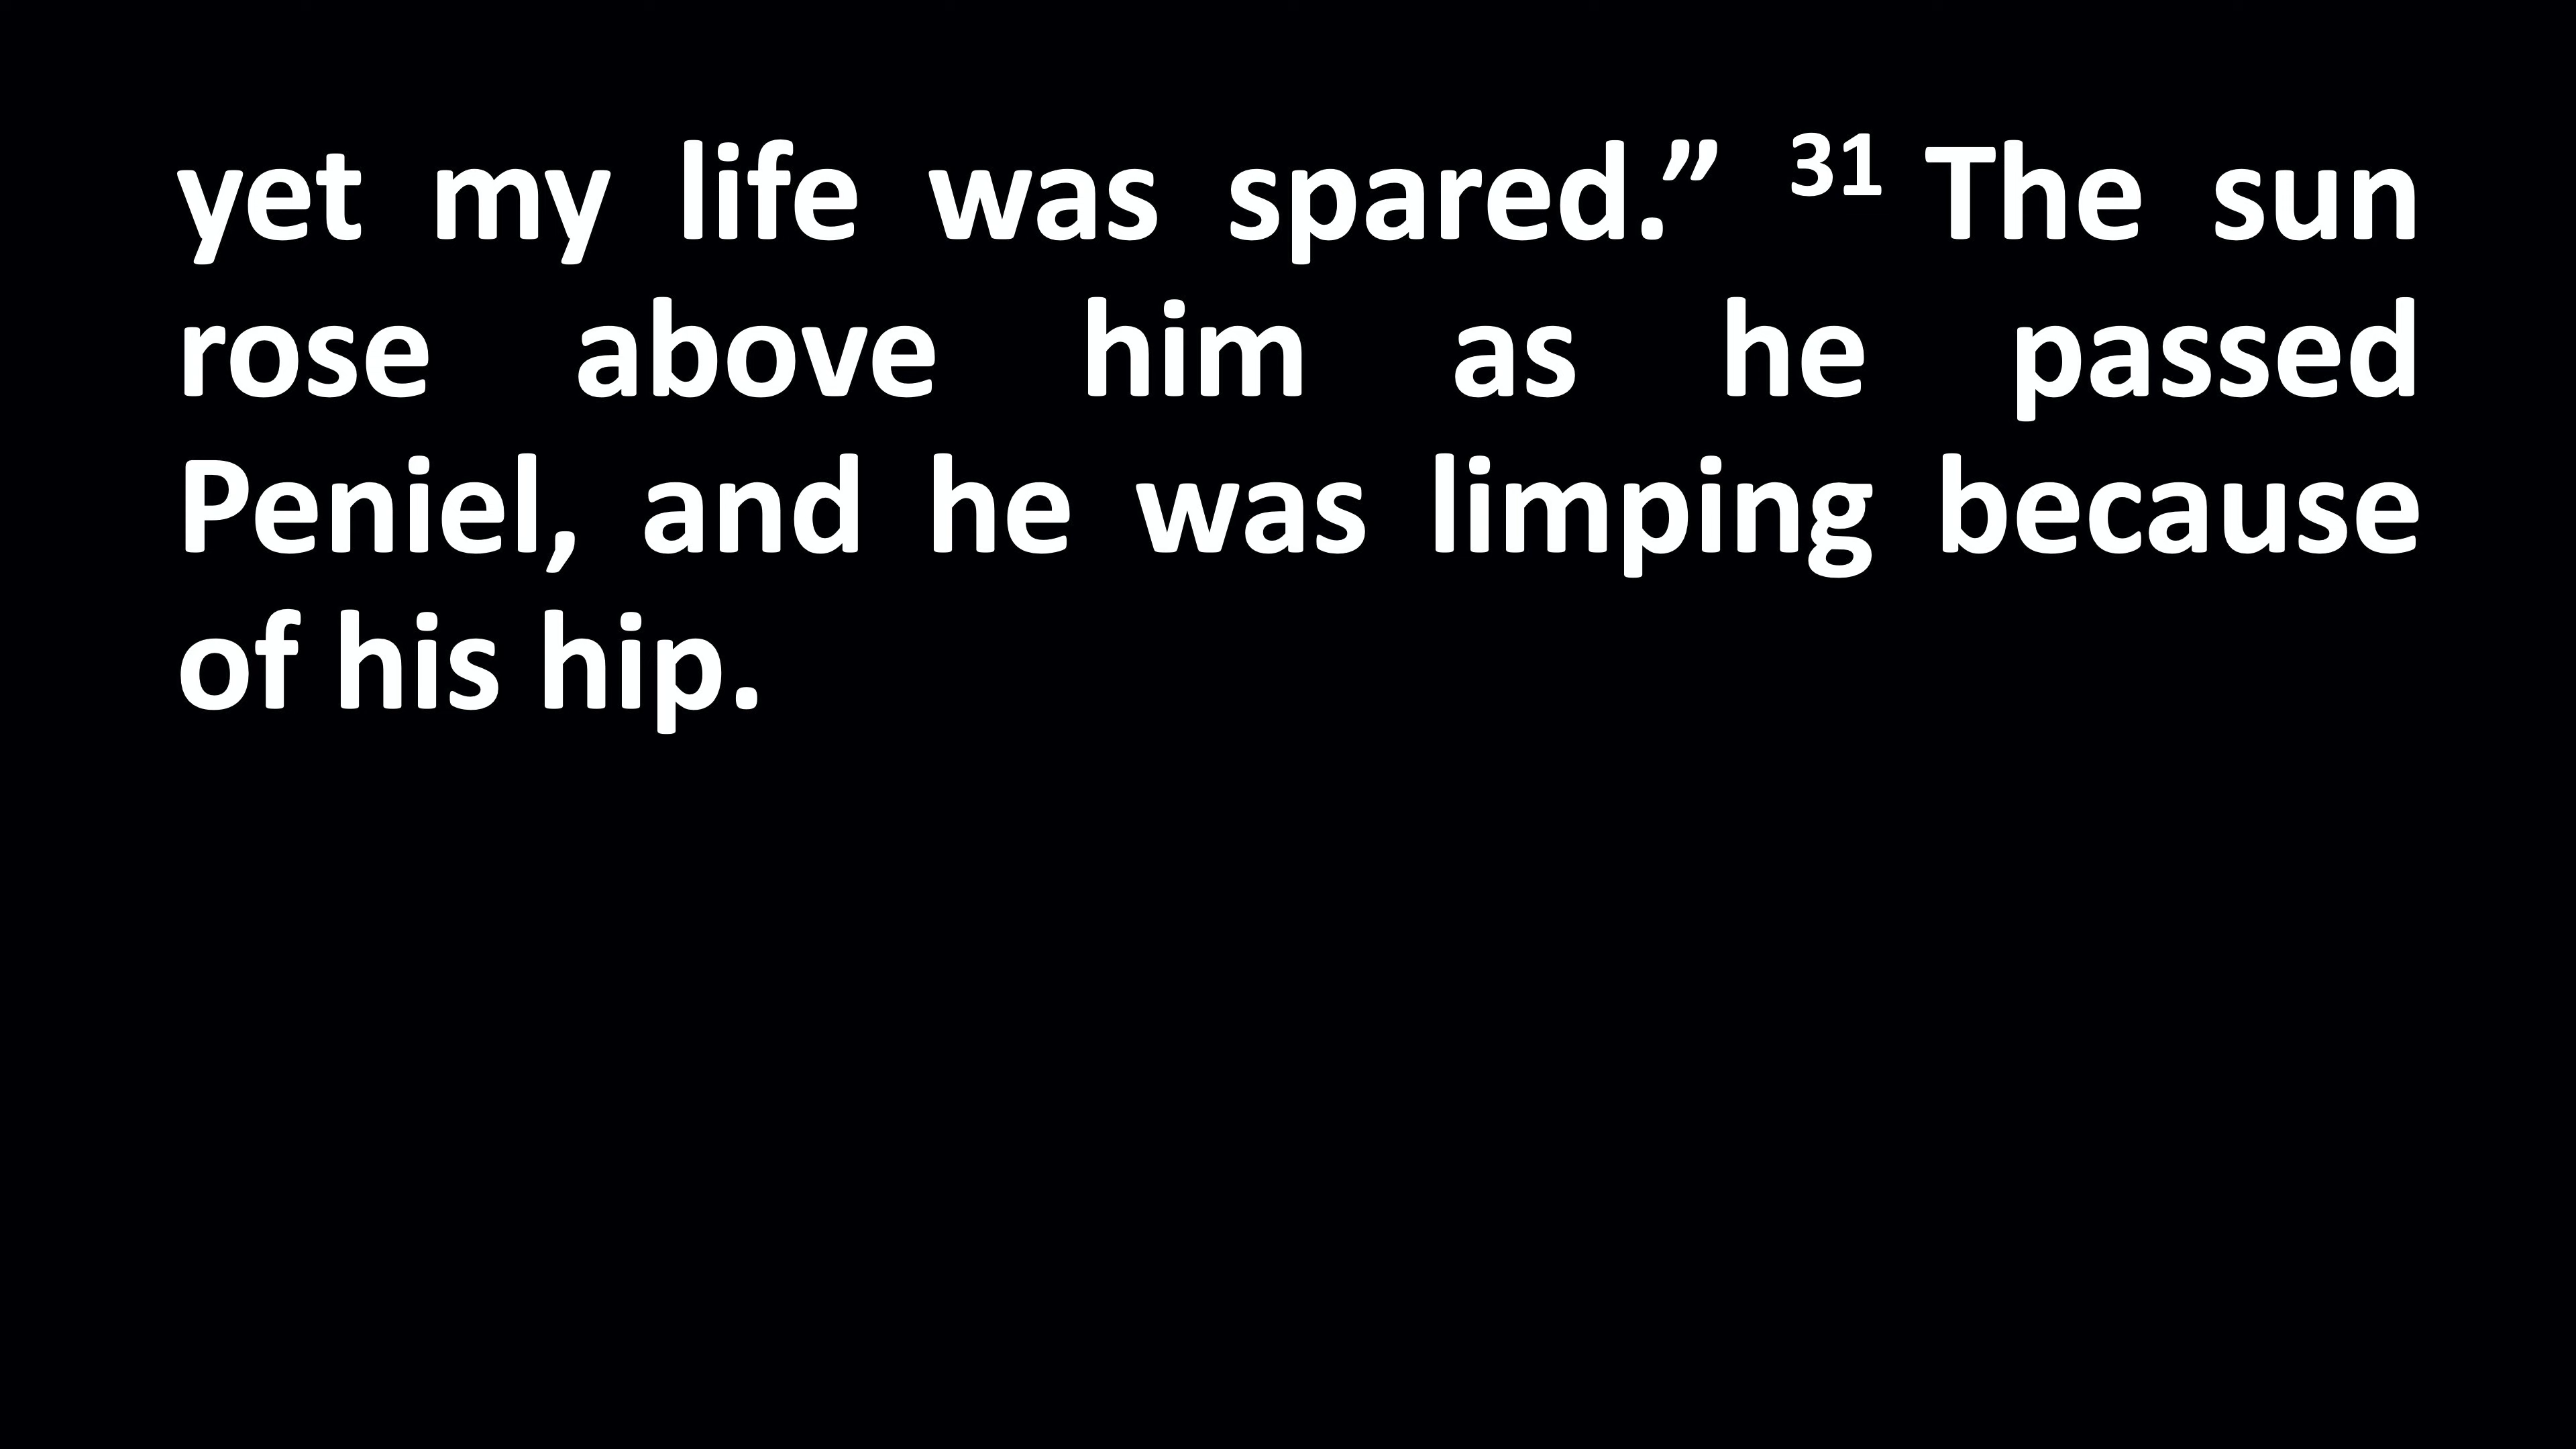 yet my life was spared.” ³¹ The sun
rose above him as he passed
Peniel, and he was limping because
of his hip.